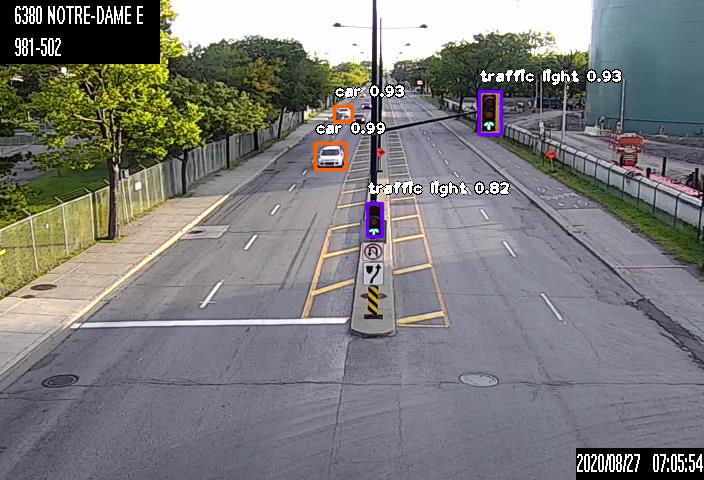 6380 NOTRE-DAME E
981-502
traffic light 0.93
car 0.93
car 0.99
traffic light 0.82
2020/08/27 07:05:54